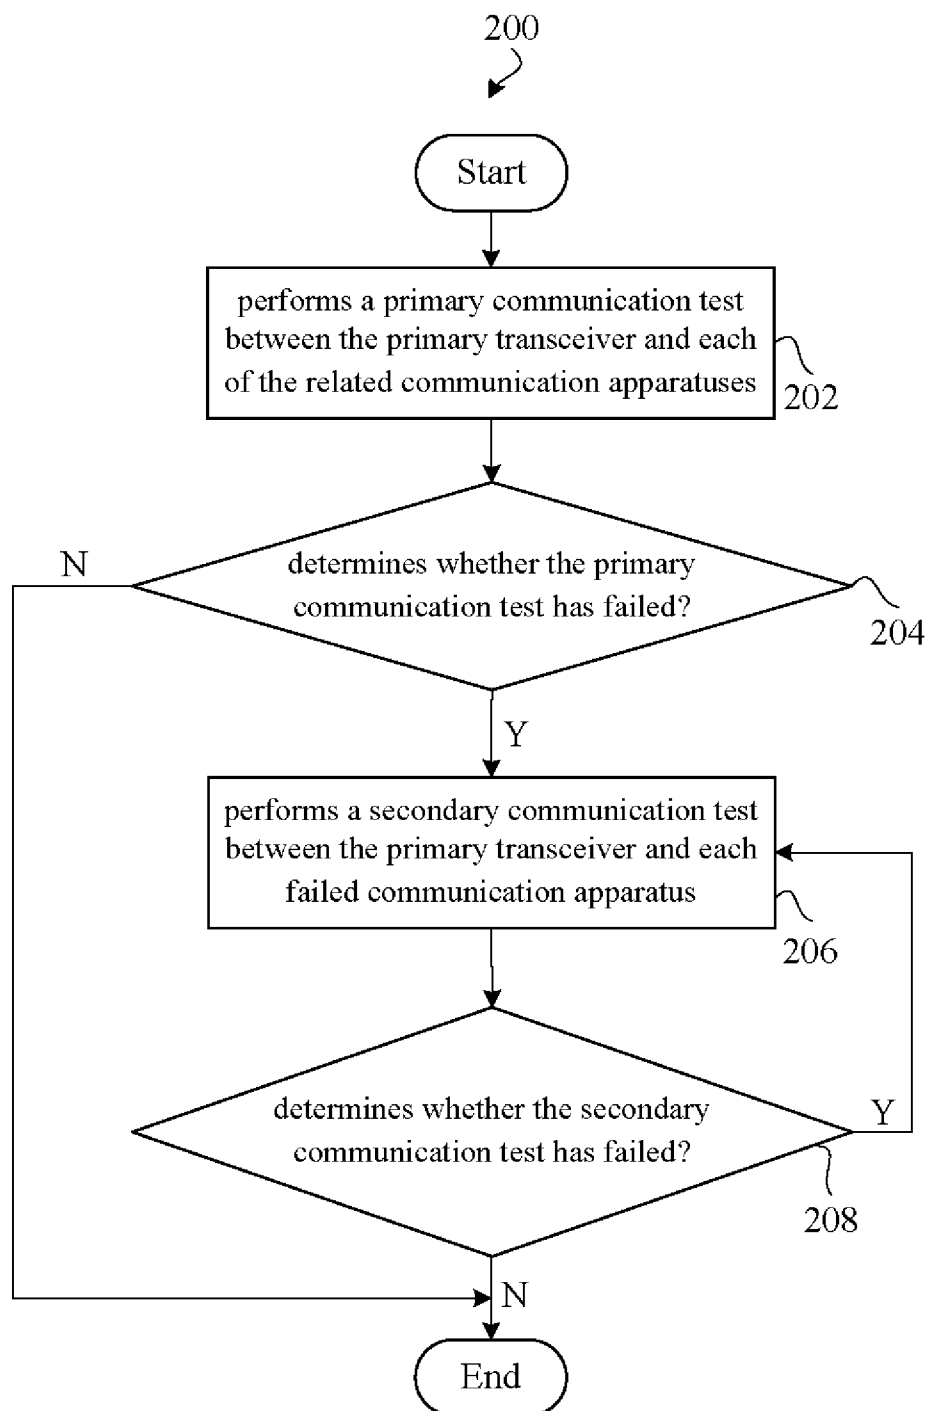 200
Start
performs a primary communication test
between the primary transceiver and each
of the related communication apparatuses
202
N
determines whether the primary
communication test has failed?
204
Y
performs a secondary communication test
between the primary transceiver and each
failed communication apparatus
206
determines whether the secondary
communication test has failed?
Y
208
N
End